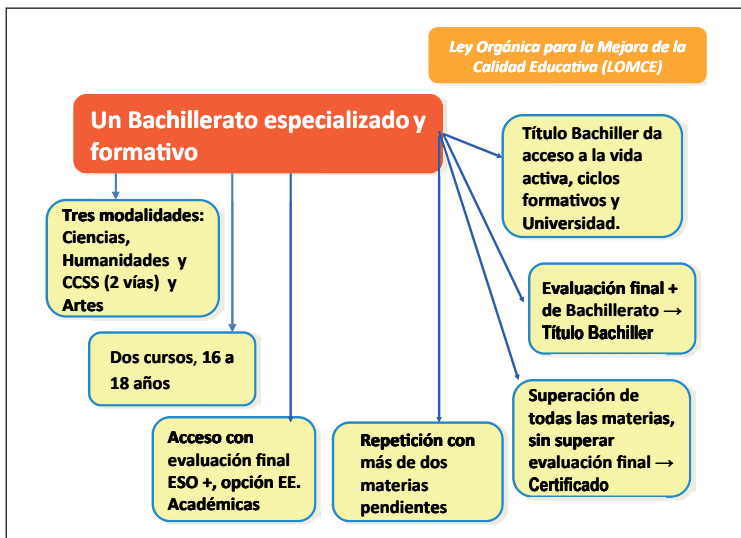 Ley Orgánica para la Mejora de la
Calidad Educativa (LOMCE)
Un Bachillerato especializado y
formativo
Tres modalidades:
Ciencias,
Humanidades y
CCSS (2 vías) y
Artes
Dos cursos, 16 a
18 años
Acceso con
evaluación final
ESO +, opción EE.
Académicas
Repetición con
más de dos
materias
pendientes
Título Bachiller da
acceso a la vida
activa, ciclos
formativos y
Universidad.
Evaluación final +
de Bachillerato →
Título Bachiller
Superación de
todas las materias,
sin superar
evaluación final →
Certificado